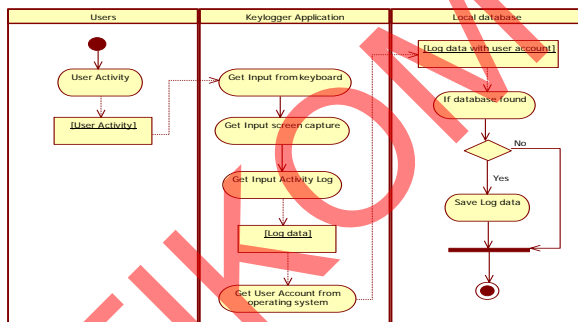 Users
Keylogger Application
Local database
User Activity
[User Activity]
Get Input from keyboard
Get Input screen capture
Get Input Activity Log
[Log data]
Get User Account from
operating system
[Log data with user account]
If database found
No
Yes
Save Log data